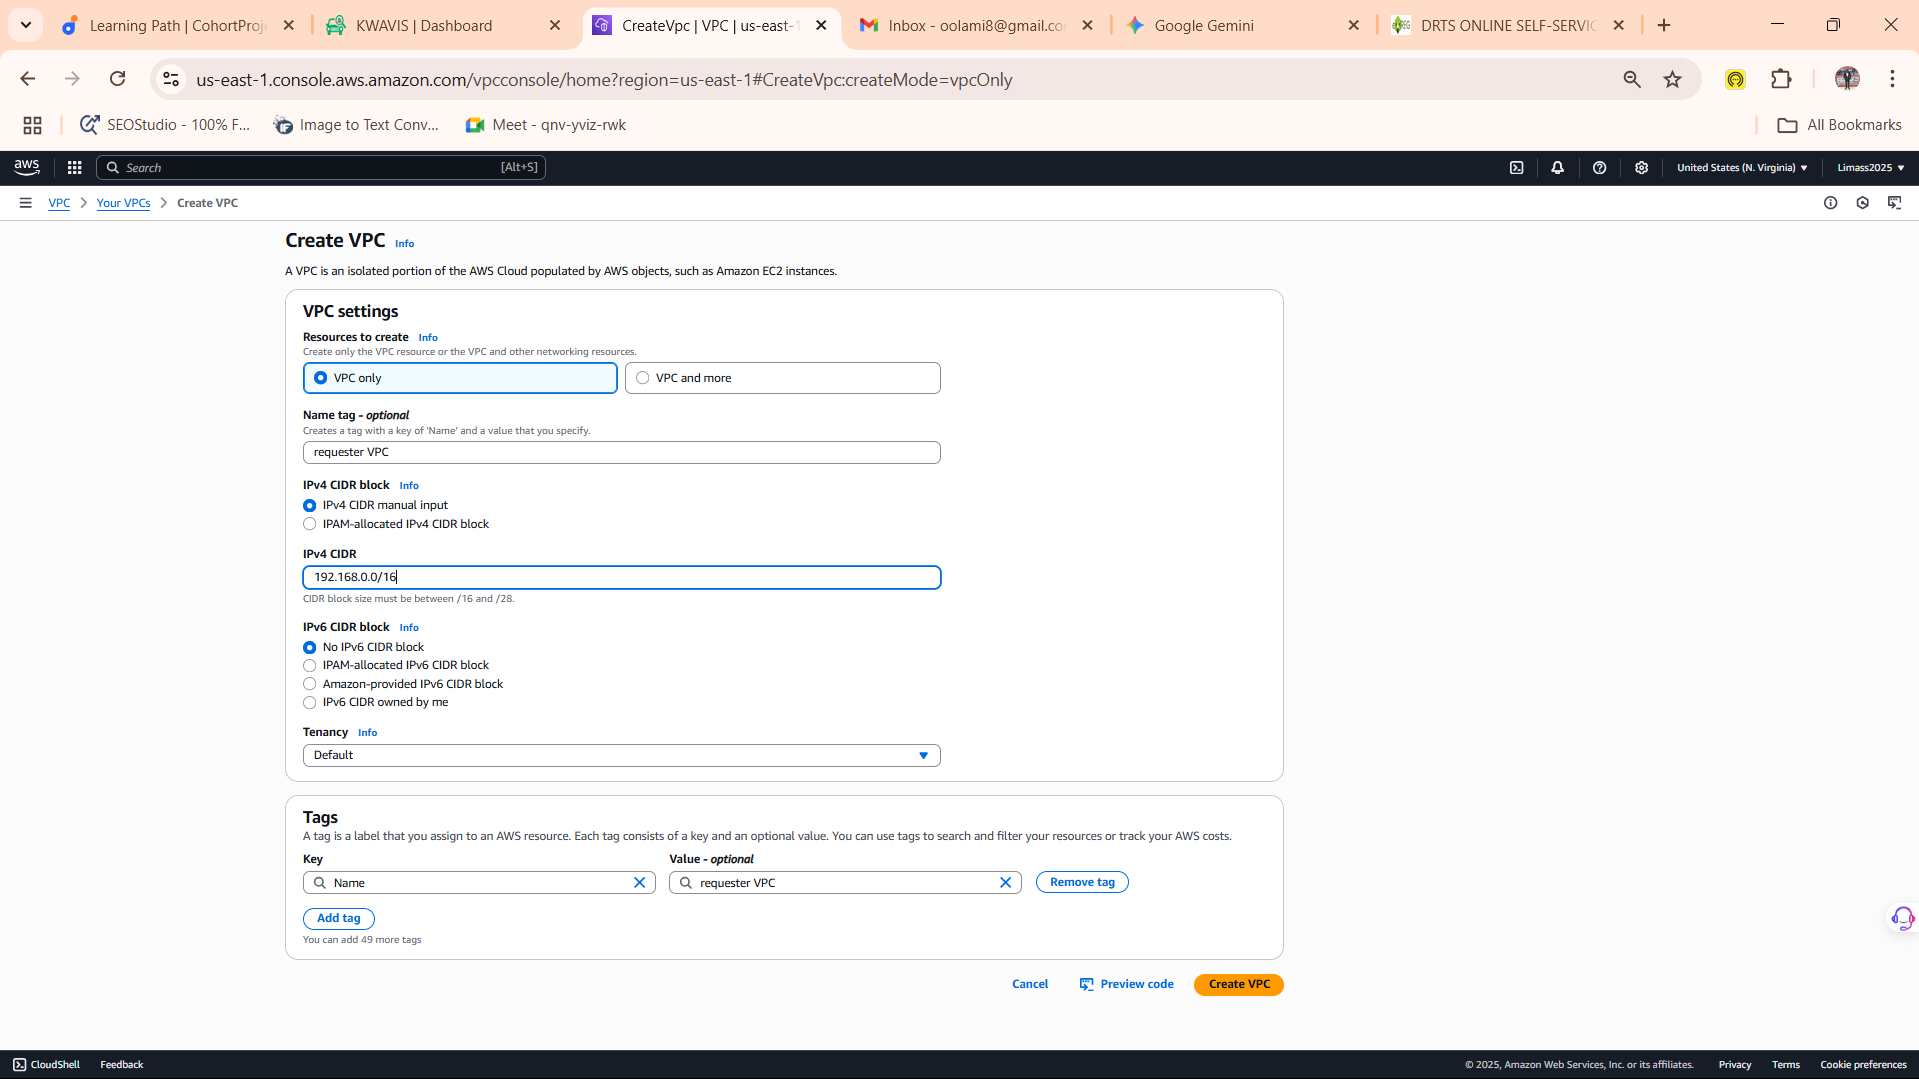 Learning Path | CohortProj
KWAVIS | Dashboard
CreateVpc | VPC | us-east-1
Inbox - oolami8@gmail.co
Google Gemini
DRTS ONLINE SELF-SERVIC
us-east-1.console.aws.amazon.com/vpcconsole/home?region=us-east-1#CreateVpc:createMode=vpcOnly
SEOStudio - 100% F...
Image to Text Conv...
Meet - qnv-yviz-rwk
All Bookmarks
aws
Search
[Alt+S]
United States (N. Virginia)
Limass2025
VPC
Your VPCs
Create VPC
Create VPC Info
A VPC is an isolated portion of the AWS Cloud populated by AWS objects, such as Amazon EC2 instances.
VPC settings
Resources to create Info
Create only the VPC resource or the VPC and other networking resources.
VPC only
VPC and more
Name tag - optional
Creates a tag with a key of 'Name' and a value that you specify.
requester VPC
IPv4 CIDR block Info
IPv4 CIDR manual input
IPAM-allocated IPv4 CIDR block
IPv4 CIDR
192.168.0.0/16
CIDR block size must be between /16 and /28.
IPv6 CIDR block Info
No IPv6 CIDR block
IPAM-allocated IPv6 CIDR block
Amazon-provided IPv6 CIDR block
IPv6 CIDR owned by me
Tenancy Info
Default
Tags
A tag is a label that you assign to an AWS resource. Each tag consists of a key and an optional value. You can use tags to search and filter your resources or track your AWS costs.
Key
Value - optional
Name
requester VPC
Remove tag
Add tag
You can add 49 more tags
Cancel
Preview code
Create VPC
CloudShell
Feedback
© 2025, Amazon Web Services, Inc. or its affiliates.
Privacy
Terms
Cookie preferences